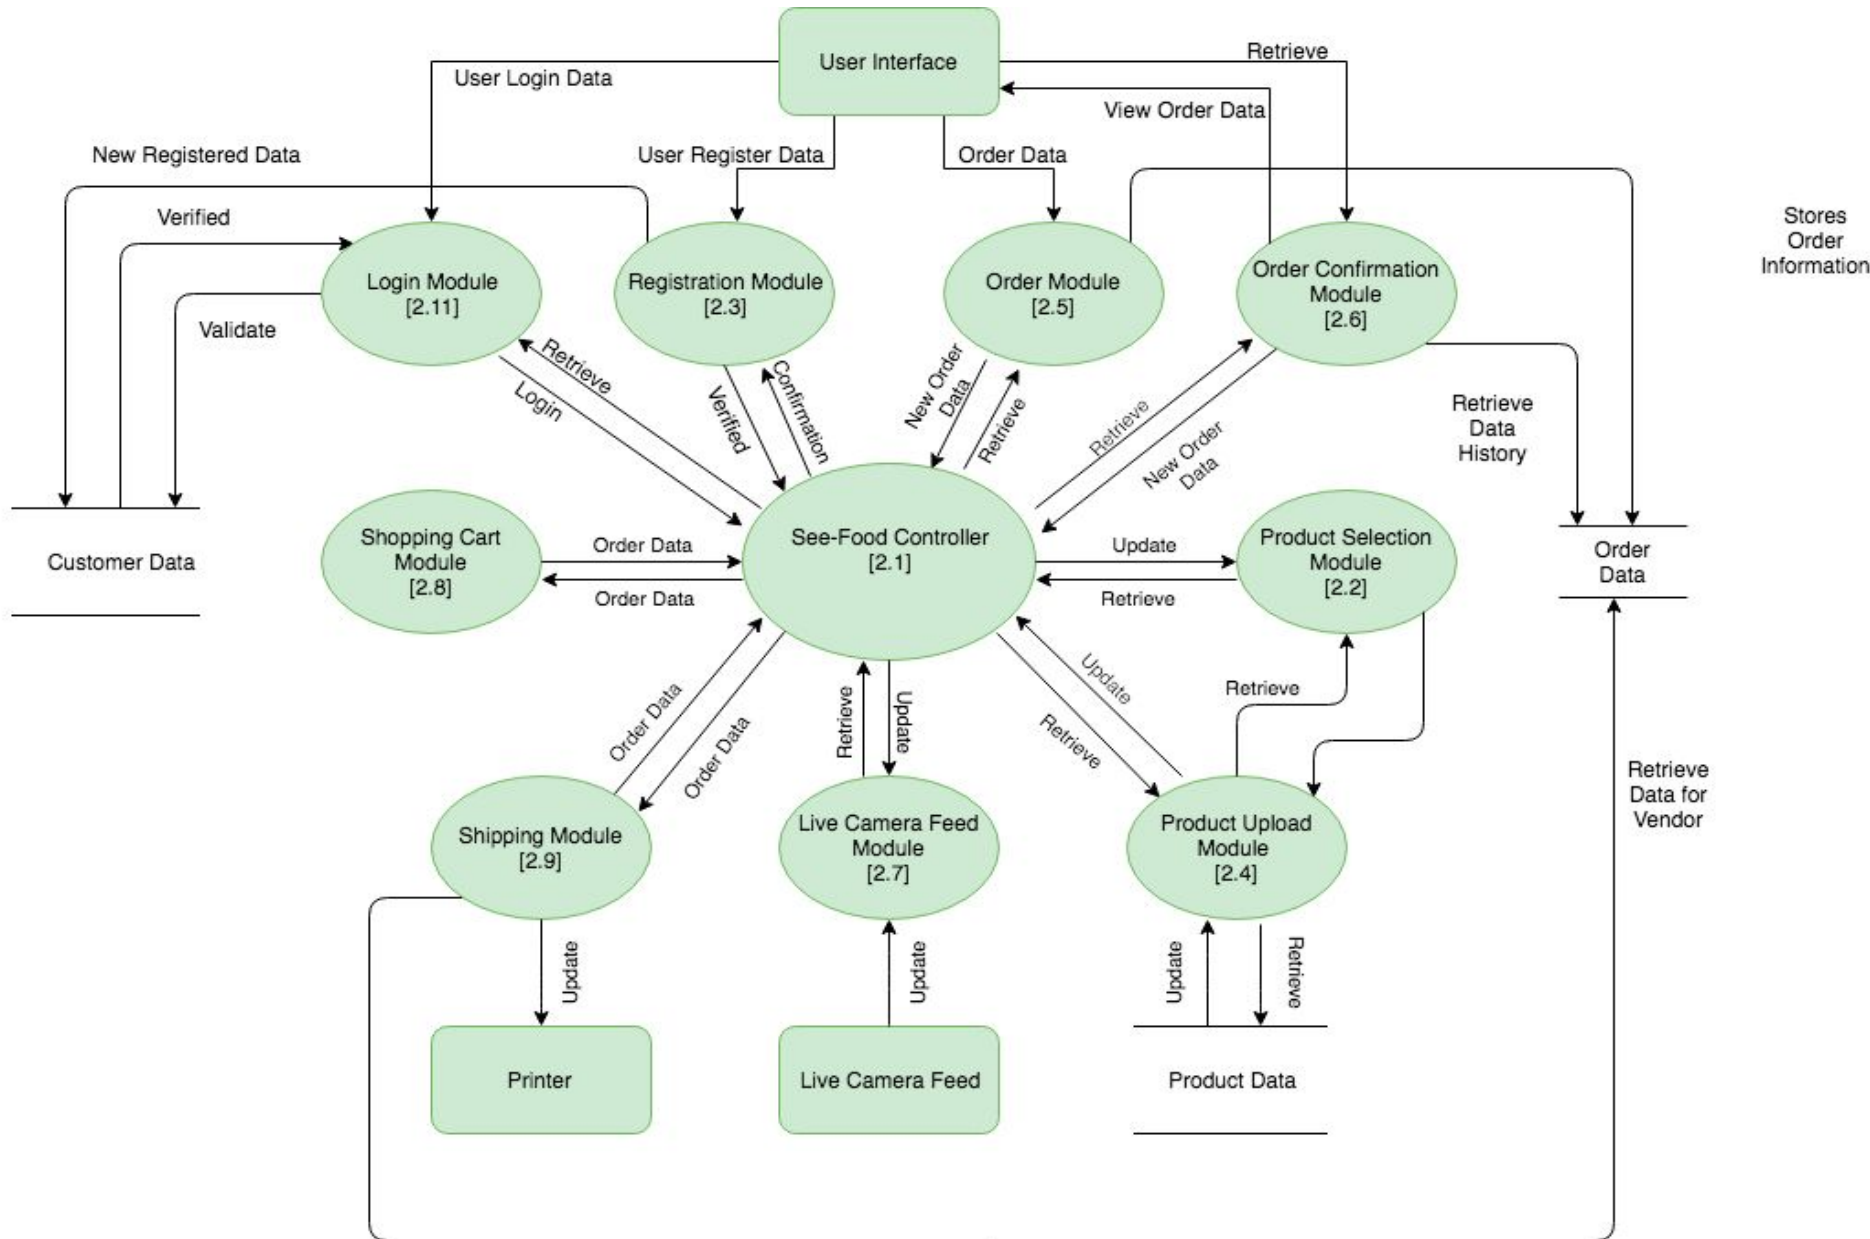 User Interface
Retrieve
User Login Data
View Order Data
New Registered Data
User Register Data
Order Data
Verified
Stores
Order
Information
Login Module
[2.11]
Registration Module
[2.3]
Order Module
[2.5]
Order Confirmation
Module
[2.6]
Validate
Retrieve
Login
Verified
Confirmation
New Order
Data
Retrieve
Retrieve
New Order
Data
Retrieve
Data
History
Customer Data
Shopping Cart
Module
[2.8]
Order Data
Order Data
See-Food Controller
[2.1]
Update
Retrieve
Product Selection
Module
[2.2]
Order
Data
Order Data
Order Data
Retrieve
Update
Update
Retrieve
Retrieve
Retrieve
Data for
Vendor
Shipping Module
[2.9]
Live Camera Feed
Module
[2.7]
Product Upload
Module
[2.4]
Update
Update
Update
Retrieve
Printer
Live Camera Feed
Product Data